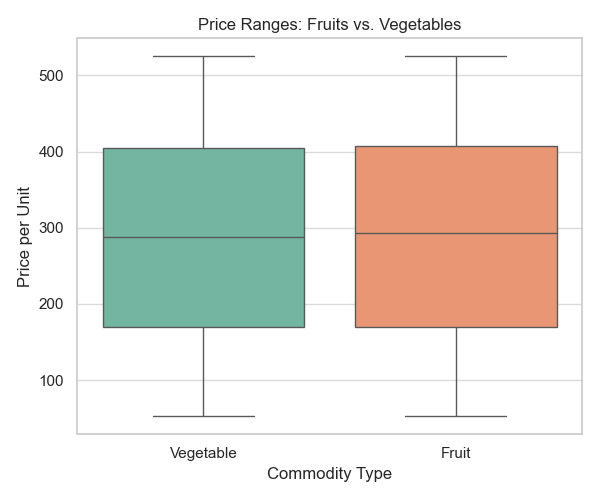 Price Ranges: Fruits vs. Vegetables
500
400
300
200
100
Price per Unit
Vegetable
Fruit
Commodity Type